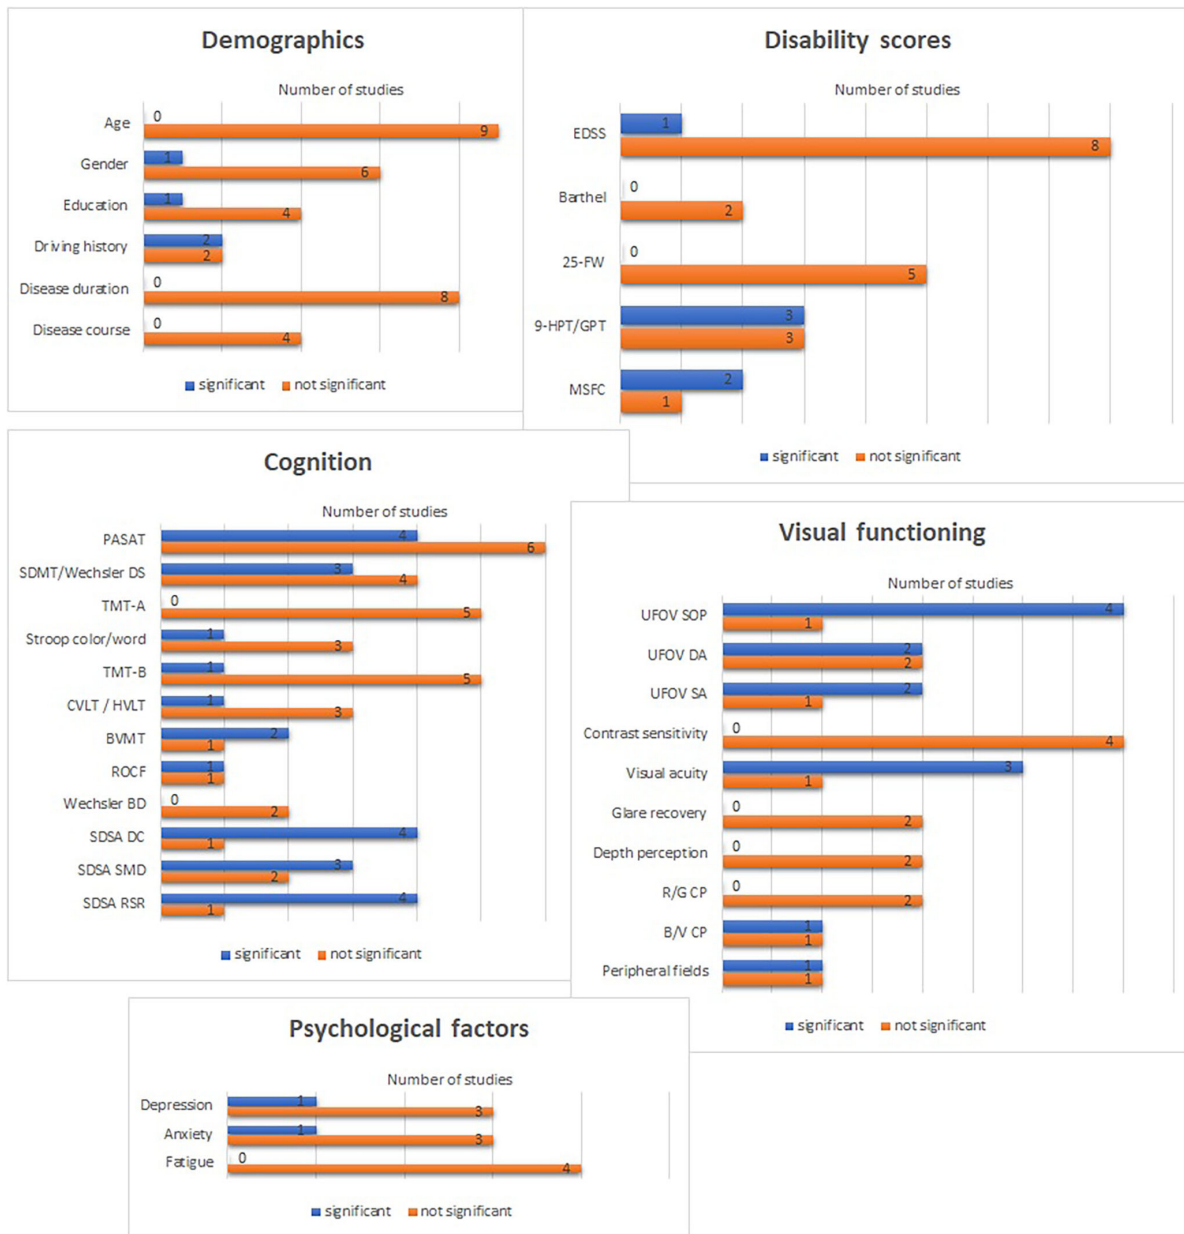 Demographics
Number of studies
Age 0 9
Gender 1 6
Education 1 4
Driving history 2 2
Disease duration 0 8
Disease course 0 4
significant not significant
Disability scores
Number of studies
EDSS 1 8
Barthel 0 2
25-FW 0 5
9-HPT/GPT 3 3
MSFC 2 1
significant not significant
Cognition
Number of studies
PASAT 4 6
SDMT/Wechsler DS 3 4
TMT-A 0 5
Stroop color/word 1 3
TMT-B 1 5
CVLT / HVLT 1 3
BVMT 2 1
ROCF 1 1
Wechsler BD 0 2
SDSA DC 4 1
SDSA SMD 3 2
SDSA RSR 4 1
significant not significant
Visual functioning
Number of studies
UFOV SOP 4 1
UFOV DA 2 2
UFOV SA 2 1
Contrast sensitivity 0 4
Visual acuity 3 1
Glare recovery 0 2
Depth perception 0 2
R/G CP 0 2
B/V CP 1 1
Peripheral fields 1 1
significant not significant
Psychological factors
Number of studies
Depression 1 3
Anxiety 1 3
Fatigue 0 4
significant not significant